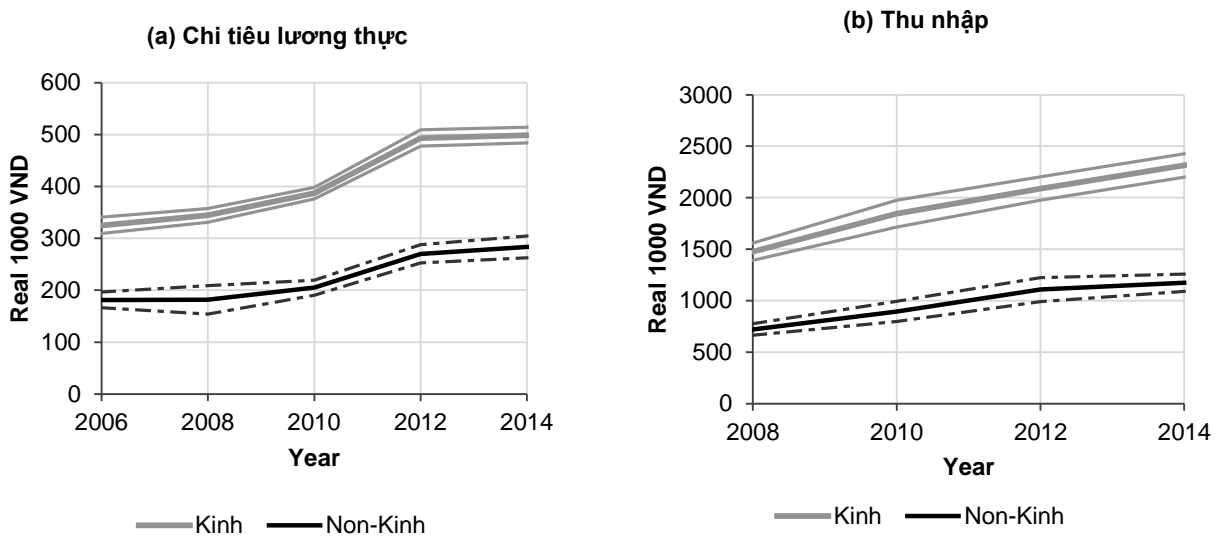 (a) Chi tiêu lương thực
600
500
400
300
200
100
0
Real 1000 VND
2006 2008 2010 2012 2014
Year
Kinh Non-Kinh
(b) Thu nhập
3000
2500
2000
1500
1000
500
0
Real 1000 VND
2008 2010 2012 2014
Year
Kinh Non-Kinh